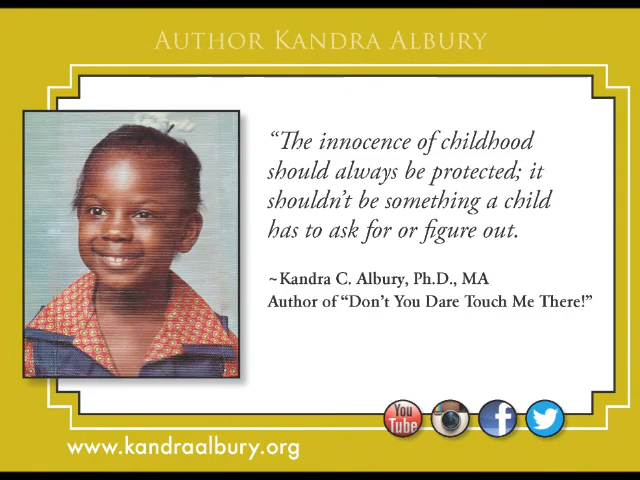 AUTHOR KANDRA ALBURY
“The innocence of childhood
should always be protected; it
shouldn’t be something a child
has to ask for or figure out.
~Kandra C. Albury, Ph.D., MA
Author of “Don’t You Dare Touch Me There!”
You
Tube
www.kandraalbury.org